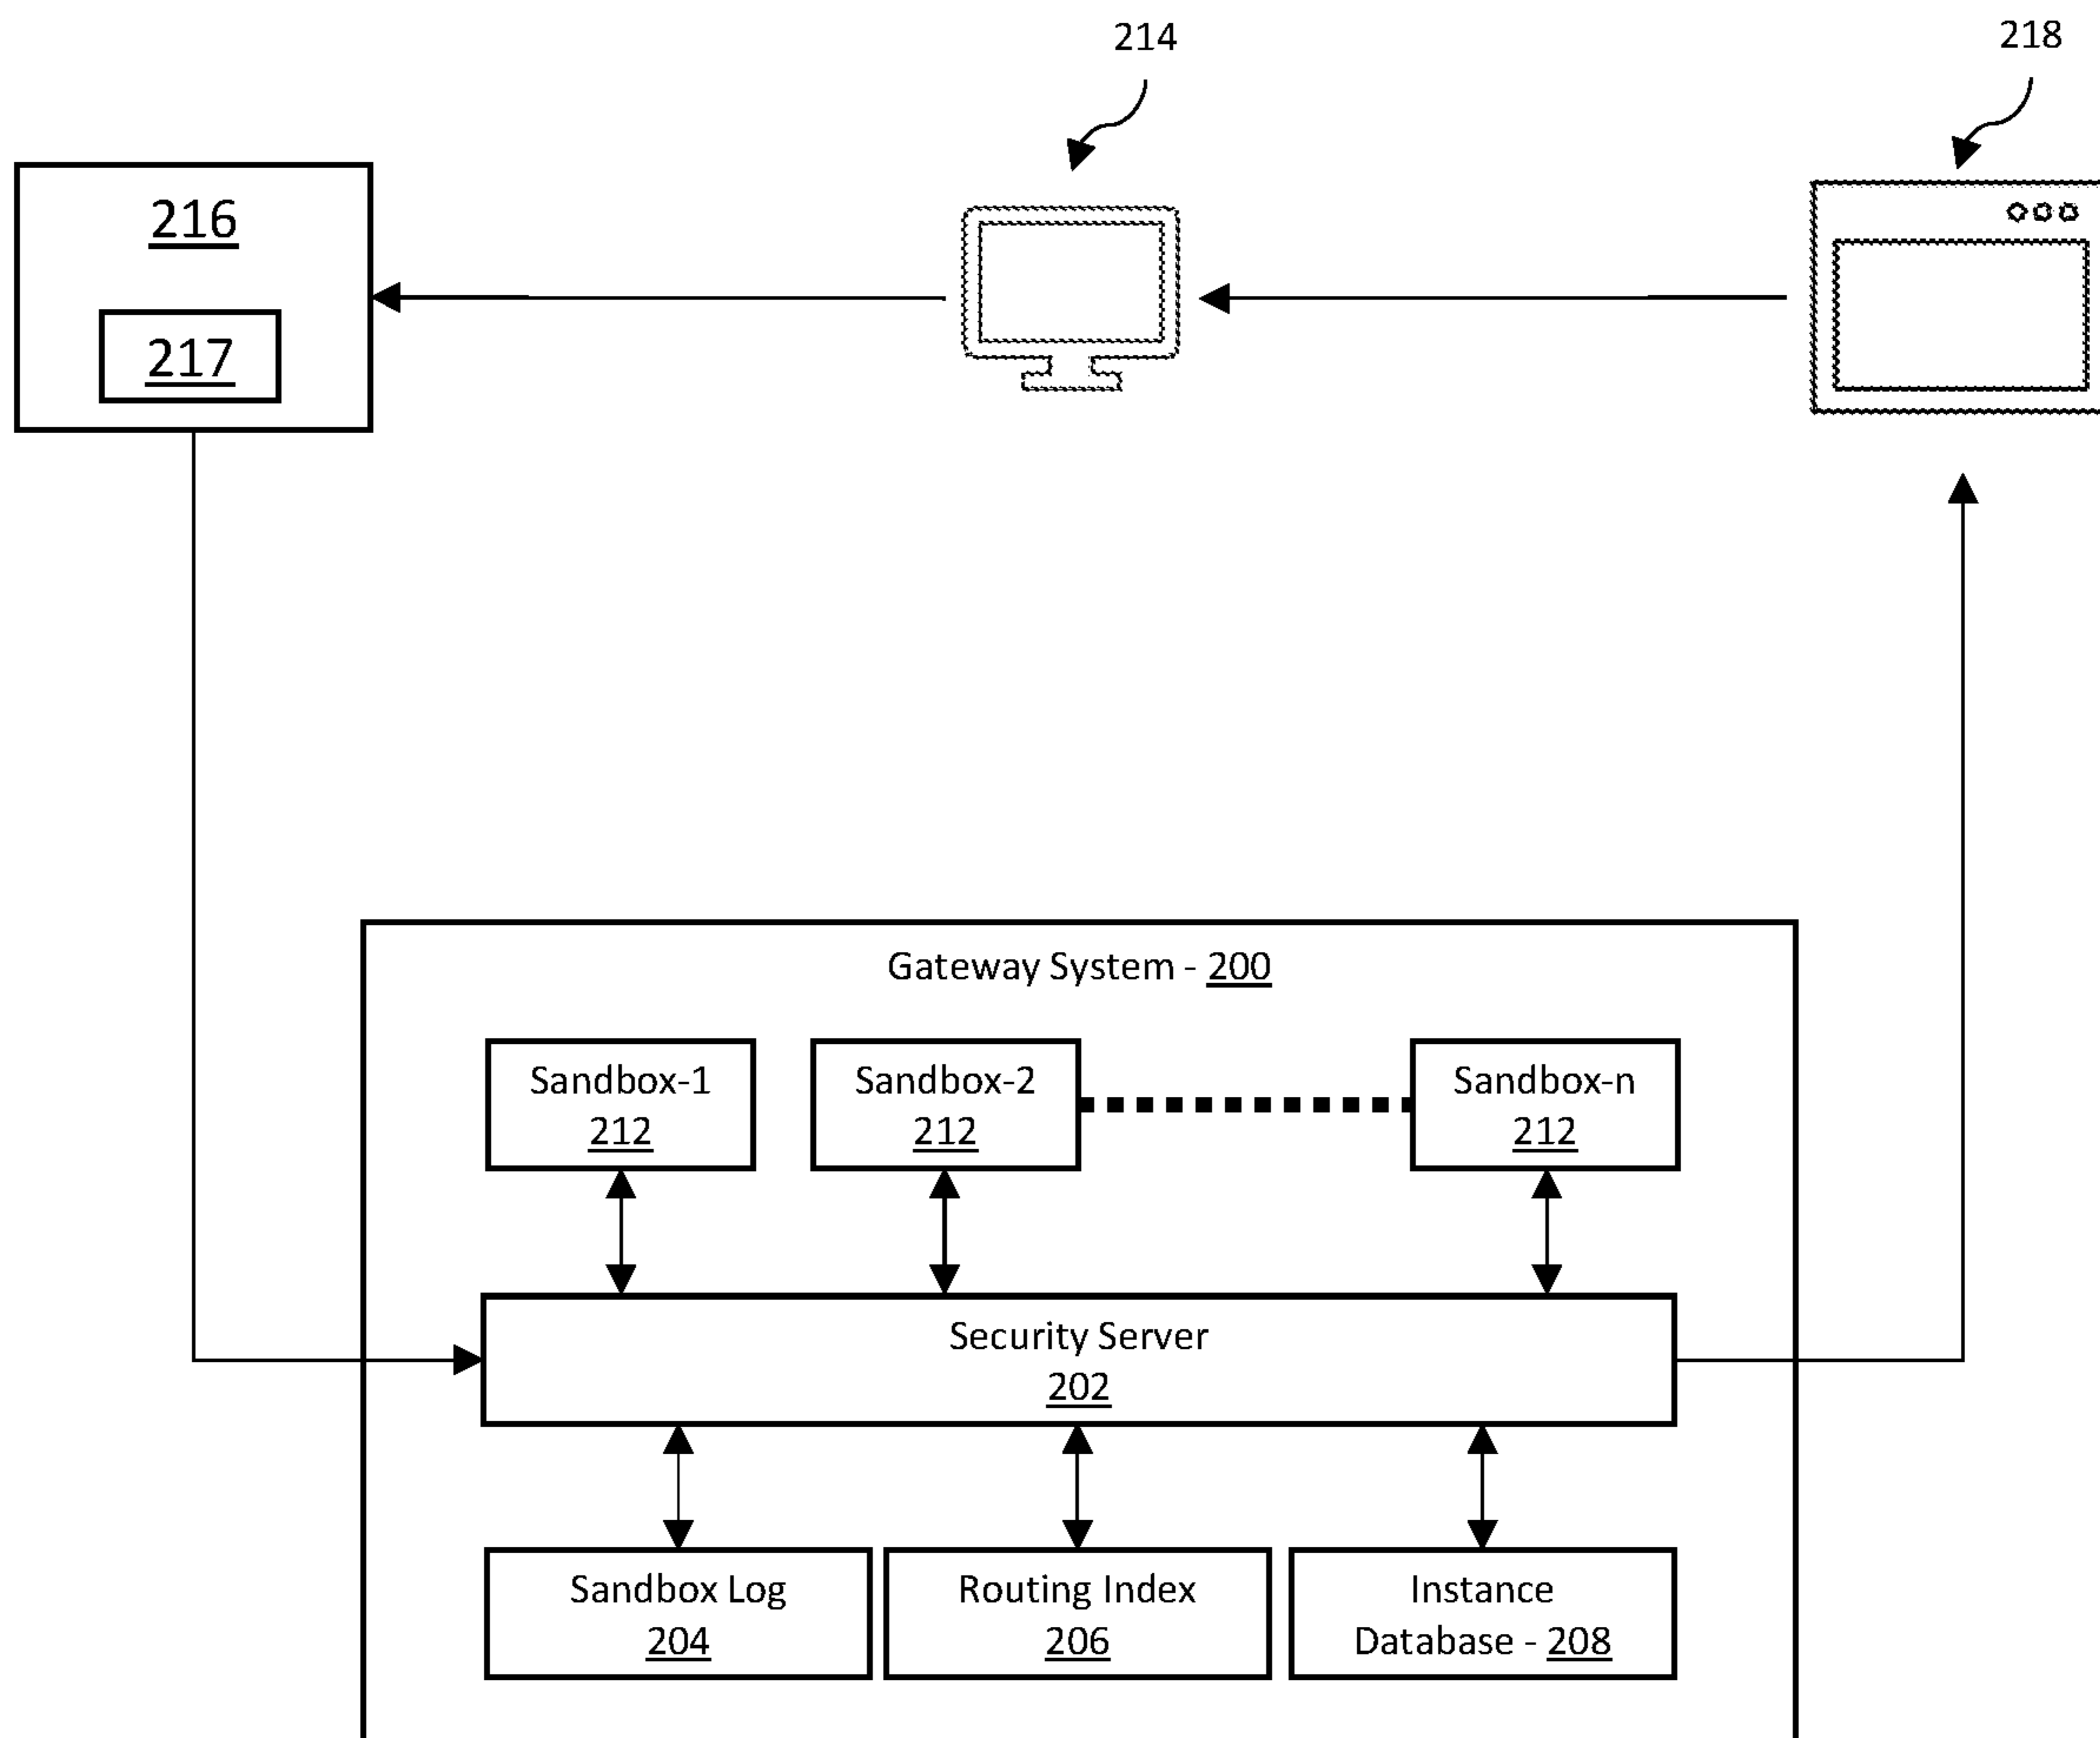 214
218
216
217
Gateway System - 200
Sandbox-1
212
Sandbox-2
212
Sandbox-n
212
Security Server
202
Sandbox Log
204
Routing Index
206
Instance
Database - 208